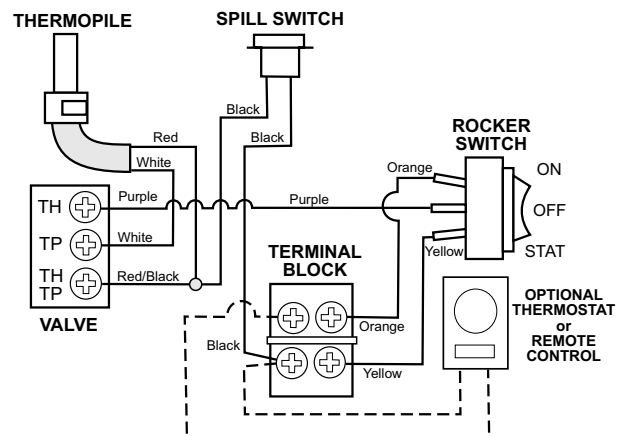 THERMOPILE
SPILL SWITCH
Black
Black
Red
White
ROCKER
SWITCH
Orange
ON
OFF
STAT
TH
Purple
Purple
TP
White
Yellow
TH
TP
Red/Black
VALVE
TERMINAL
BLOCK
Orange
Black
Yellow
OPTIONAL
THERMOSTAT
or
REMOTE
CONTROL